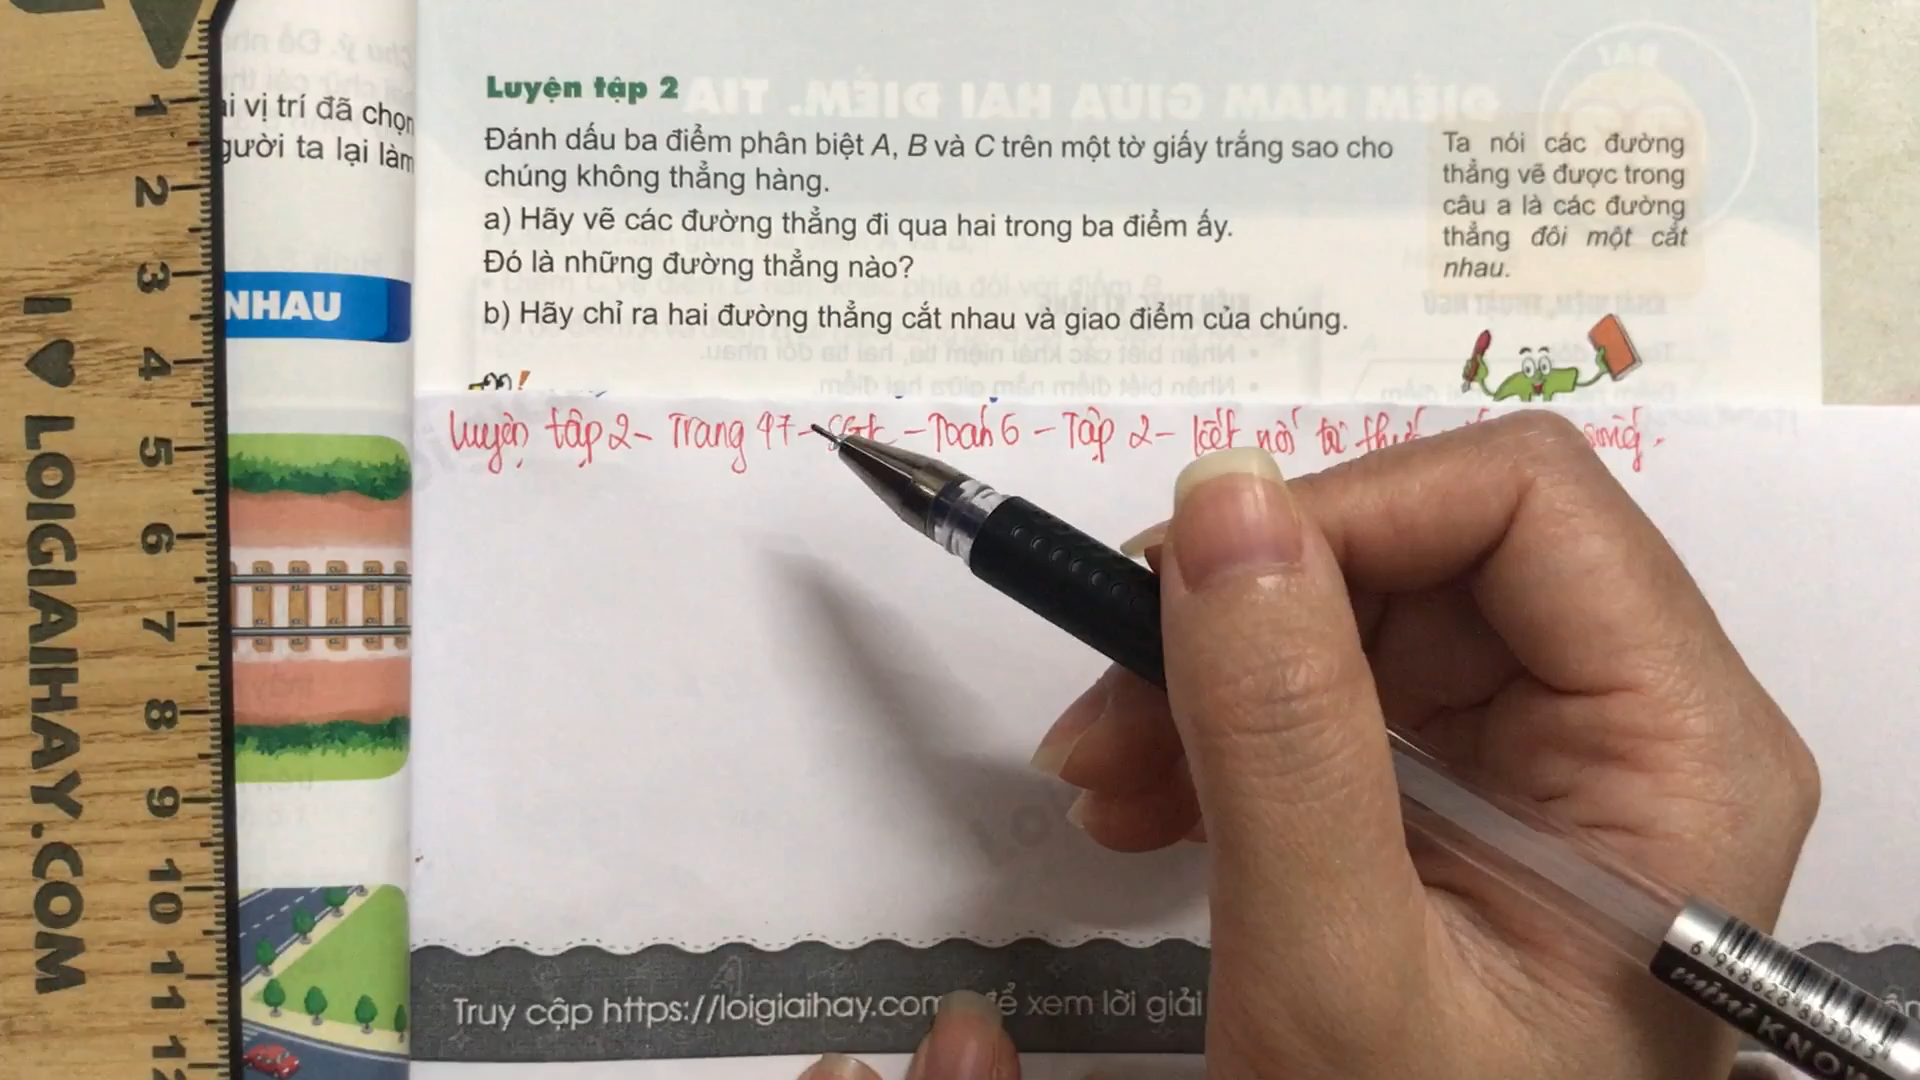 Luyện tập 2
Đánh dấu ba điểm phân biệt A, B và C trên một tờ giấy trắng sao cho
chúng không thẳng hàng.
a) Hãy vẽ các đường thẳng đi qua hai trong ba điểm ấy.
Đó là những đường thẳng nào?
b) Hãy chỉ ra hai đường thẳng cắt nhau và giao điểm của chúng.
Ta nói các đường
thẳng vẽ được trong
câu a là các đường
thẳng đôi một cắt
nhau.
i vị trí đã chọn
gười ta lại làm
NHAU
Luyện tập 2 - Trang 47 - SGK - Toán 6 - Tập 2 - Kết nối tri thức
Truy cập https://loigiaihay.com để xem lời giải
I LOIGIAIHAY.COM
1
2
3
4
5
6
7
8
9
10
11
12
6 948628 803075
mini KNO